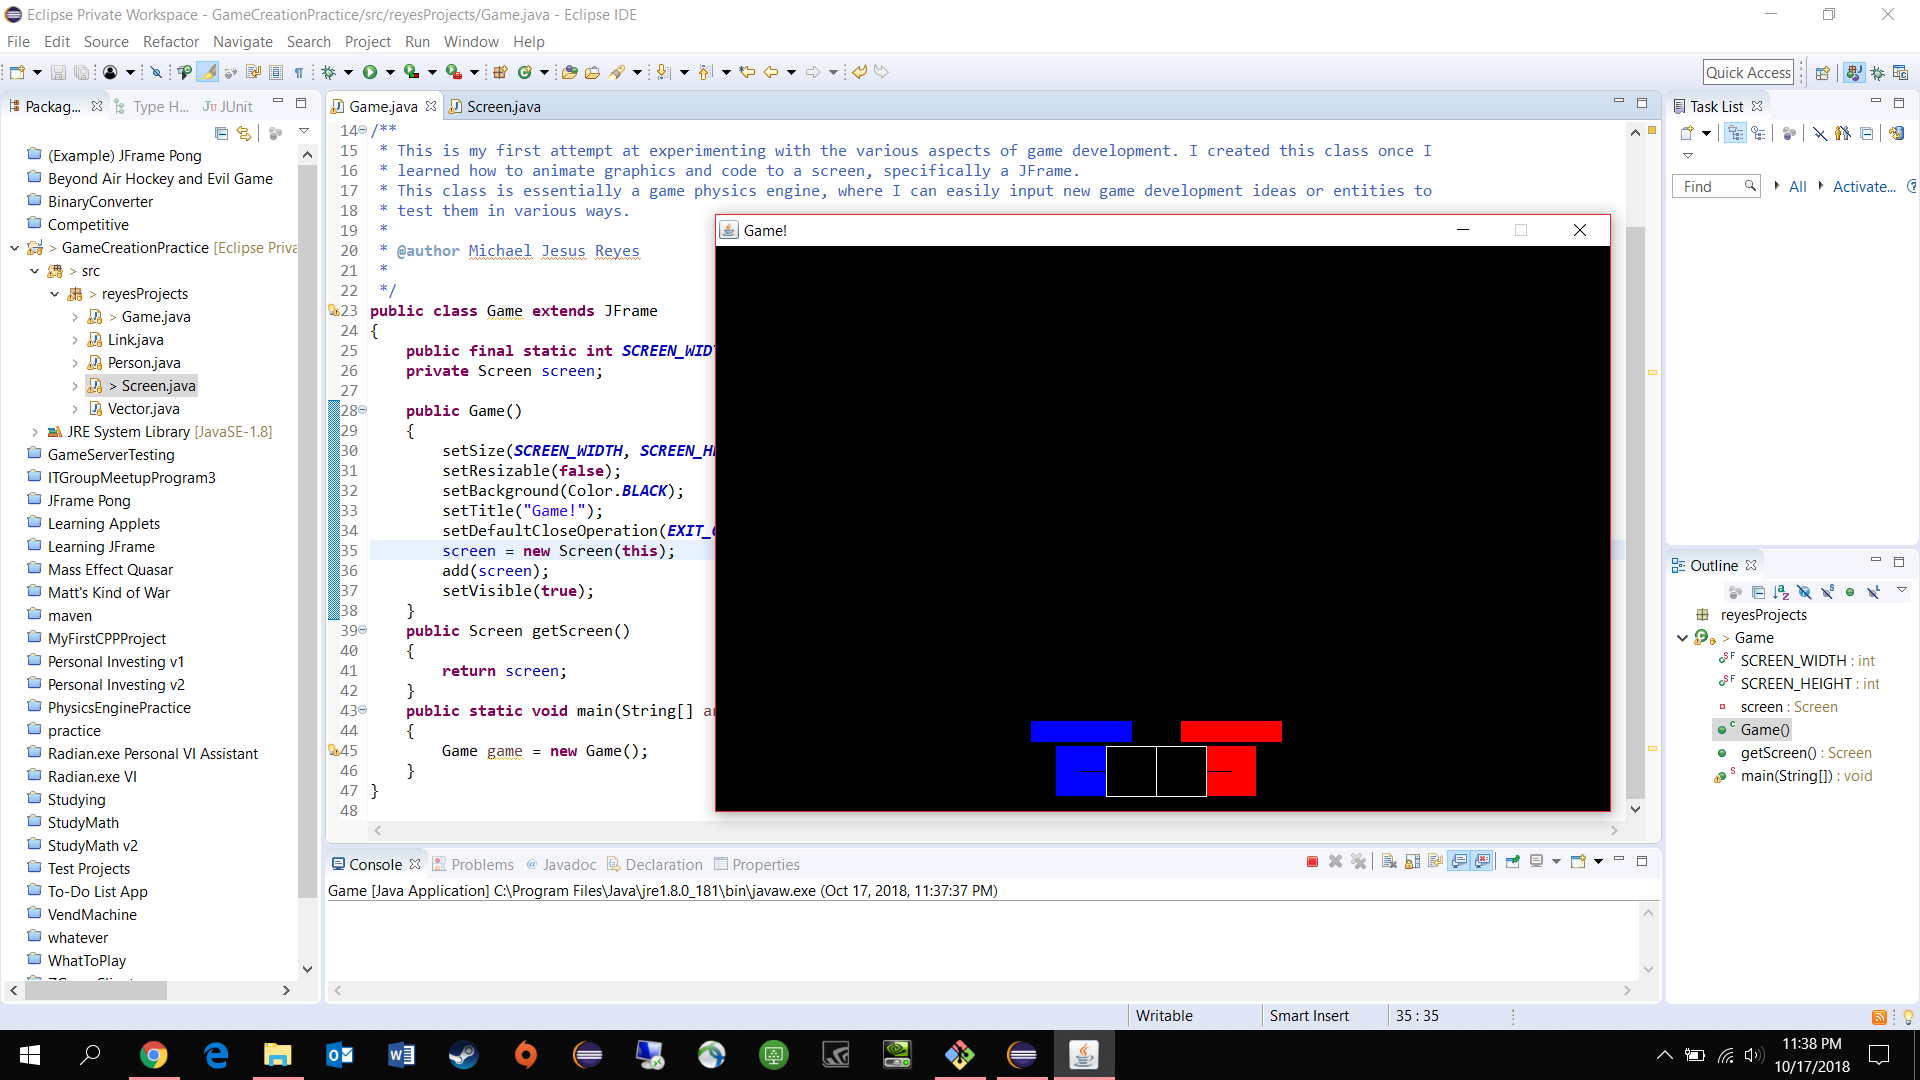 Eclipse Private Workspace - GameCreationPractice/src/reyesProjects/Game.java - Eclipse IDE
File Edit Source Refactor Navigate Search Project Run Window Help
Quick Access
Packag... Type H... JUnit
(Example) JFrame Pong
Beyond Air Hockey and Evil Game
BinaryConverter
Competitive
> GameCreationPractice [Eclipse Priva
> src
> reyesProjects
> Game.java
Link.java
Person.java
> Screen.java
Vector.java
JRE System Library [JavaSE-1.8]
GameServerTesting
ITGroupMeetupProgram3
JFrame Pong
Learning Applets
Learning JFrame
Mass Effect Quasar
Matt's Kind of War
maven
MyFirstCPPProject
Personal Investing v1
Personal Investing v2
PhysicsEnginePractice
practice
Radian.exe Personal VI Assistant
Radian.exe VI
Studying
StudyMath
StudyMath v2
Test Projects
To-Do List App
VendMachine
whatever
WhatToPlay
Game.java Screen.java
14 /**
15 * This is my first attempt at experimenting with the various aspects of game development. I created this class once I
16 * learned how to animate graphics and code to a screen, specifically a JFrame.
17 * This class is essentially a game physics engine, where I can easily input new game development ideas or entities to
18 * test them in various ways.
19 *
20 * @author Michael Jesus Reyes
21 *
22 */
23 public class Game extends JFrame
24 {
25 public final static int SCREEN_WIDT
26 private Screen screen;
27
28 public Game()
29 {
30 setSize(SCREEN_WIDTH, SCREEN_H
31 setResizable(false);
32 setBackground(Color.BLACK);
33 setTitle("Game!");
34 setDefaultCloseOperation(EXIT_
35 screen = new Screen(this);
36 add(screen);
37 setVisible(true);
38 }
39 public Screen getScreen()
40 {
41 return screen;
42 }
43 public static void main(String[] a
44 {
45 Game game = new Game();
46 }
47 }
48
Game!
Console Problems @ Javadoc Declaration Properties
Game [Java Application] C:\Program Files\Java\jre1.8.0_181\bin\javaw.exe (Oct 17, 2018, 11:37:37 PM)
Task List
Find All Activate...
Outline
reyesProjects
> Game
SCREEN_WIDTH : int
SCREEN_HEIGHT : int
screen : Screen
Game()
getScreen() : Screen
main(String[]) : void
Writable Smart Insert 35 : 35
11:38 PM
10/17/2018